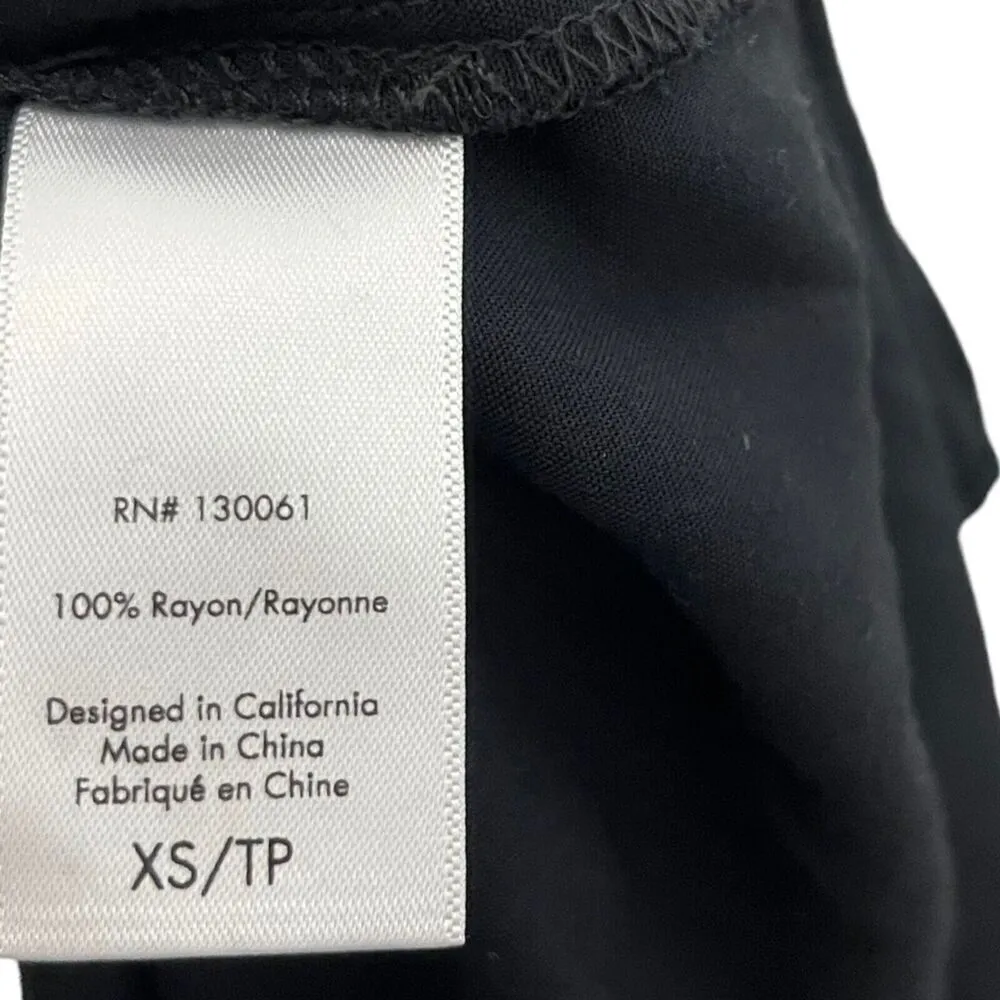 RN# 130061
100% Rayon/Rayonne
Designed in California
Made in China
Fabriqué en Chine
XS/TP